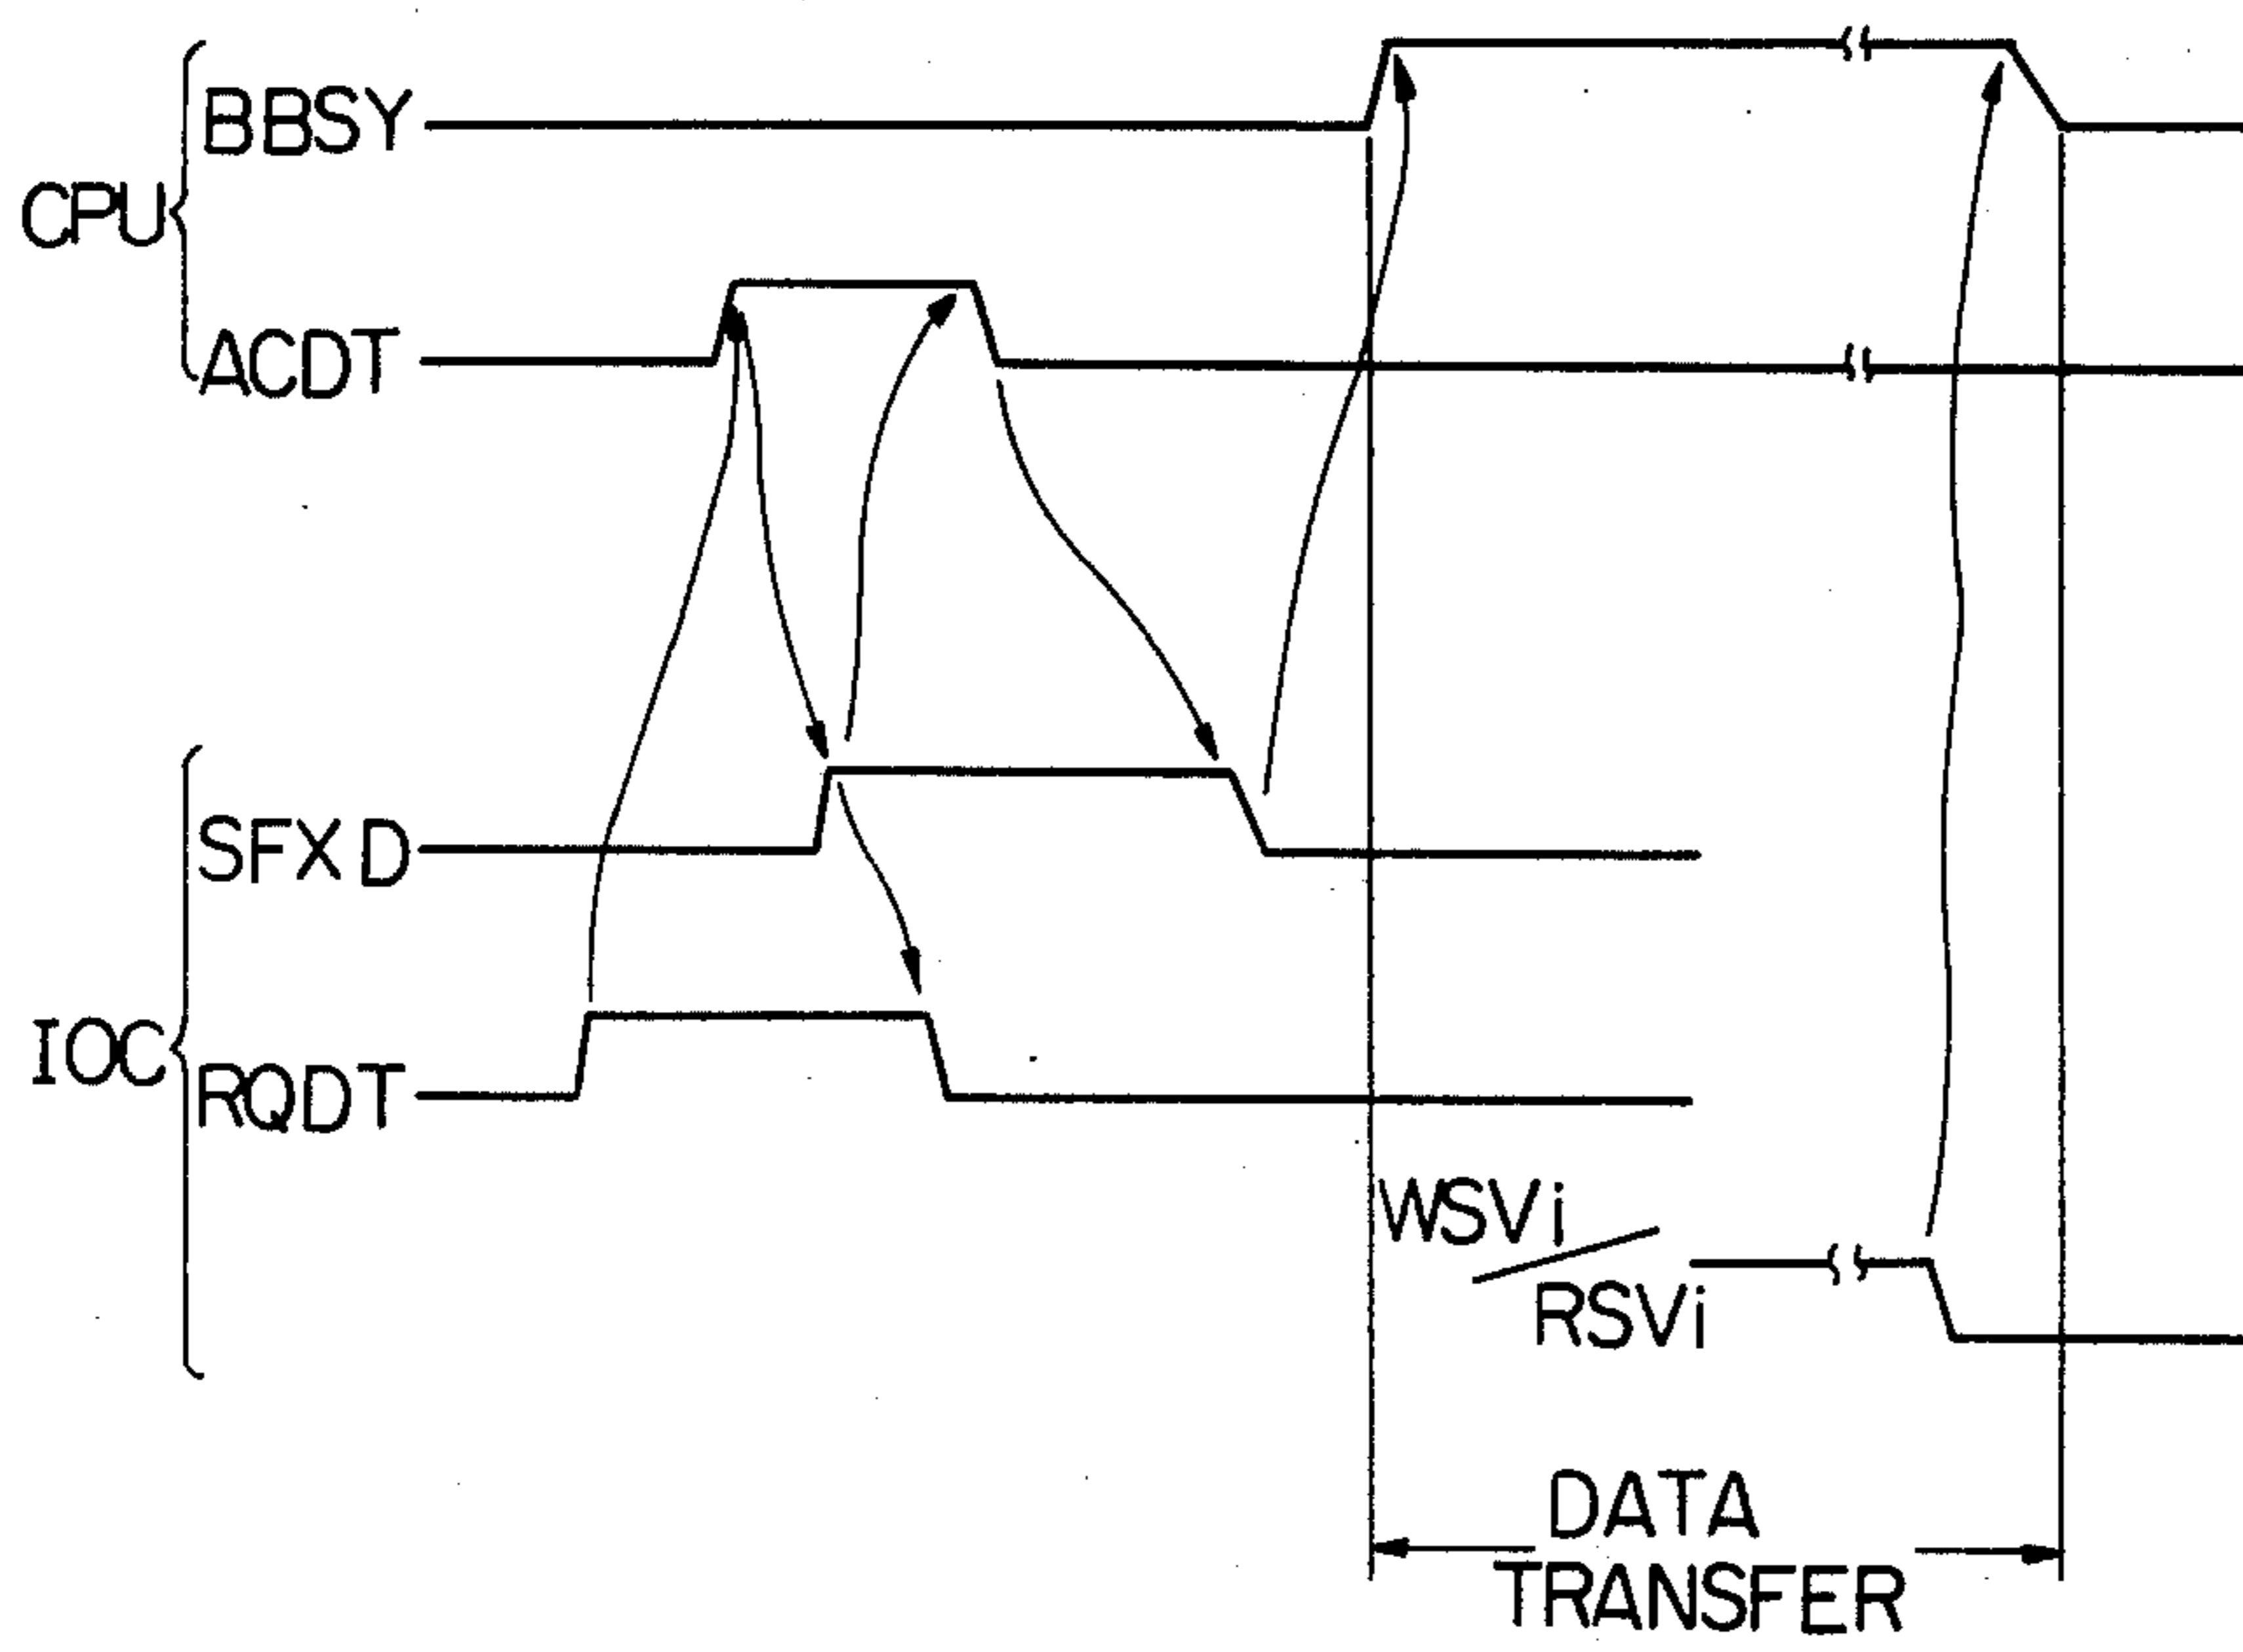 BBSY
CPU
ACDT
SFXD
IOC
RQDT
WSVi
RSVi
DATA
TRANSFER